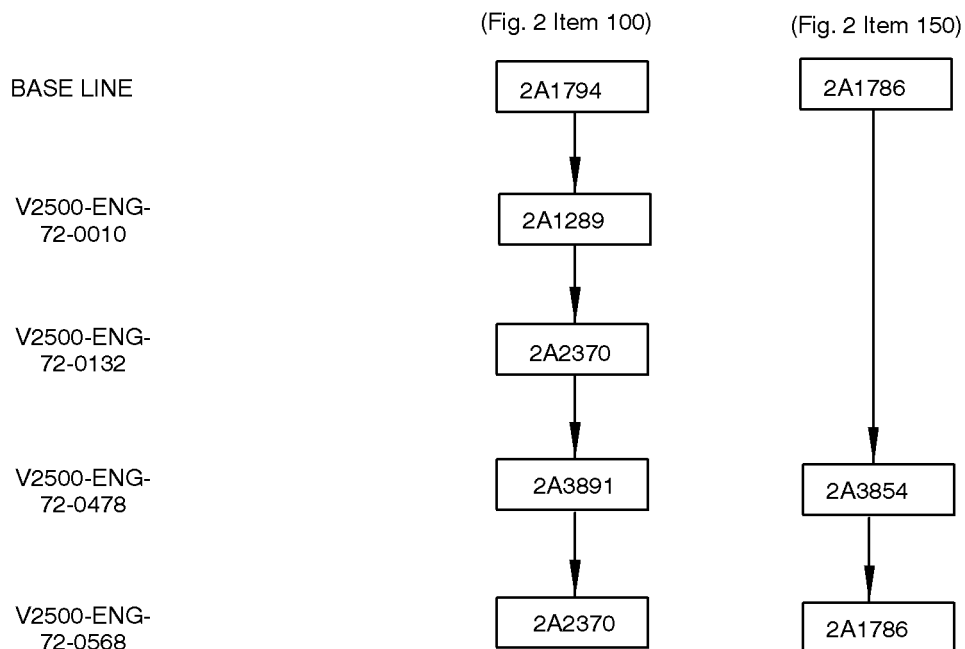 (Fig. 2 Item 100)
(Fig. 2 Item 150)
BASE LINE
2A1794
2A1786
V2500-ENG-
72-0010
2A1289
V2500-ENG-
72-0132
2A2370
V2500-ENG-
72-0478
2A3891
2A3854
V2500-ENG-
72-0568
2A2370
2A1786